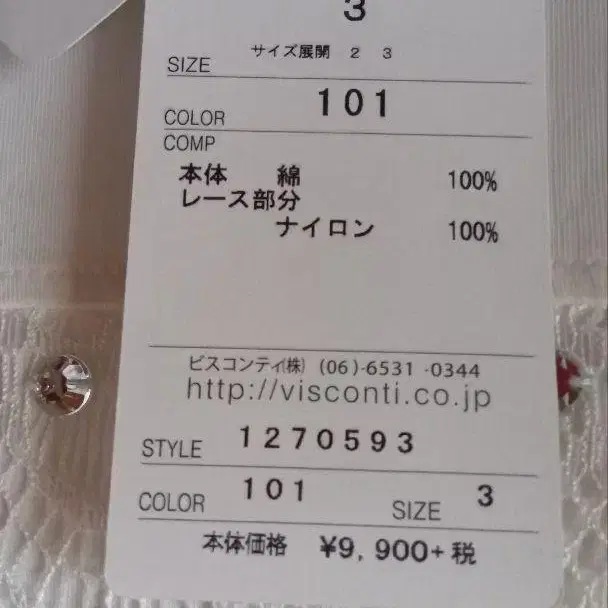 3
サイズ展開 2 3
SIZE
COLOR 101
COMP
本体 綿 100%
レース部分
ナイロン 100%
ビスコンティ(株) (06)-6531-0344
http://visconti.co.jp
STYLE 1270593
COLOR 101 SIZE 3
本体価格 ¥9,900+税